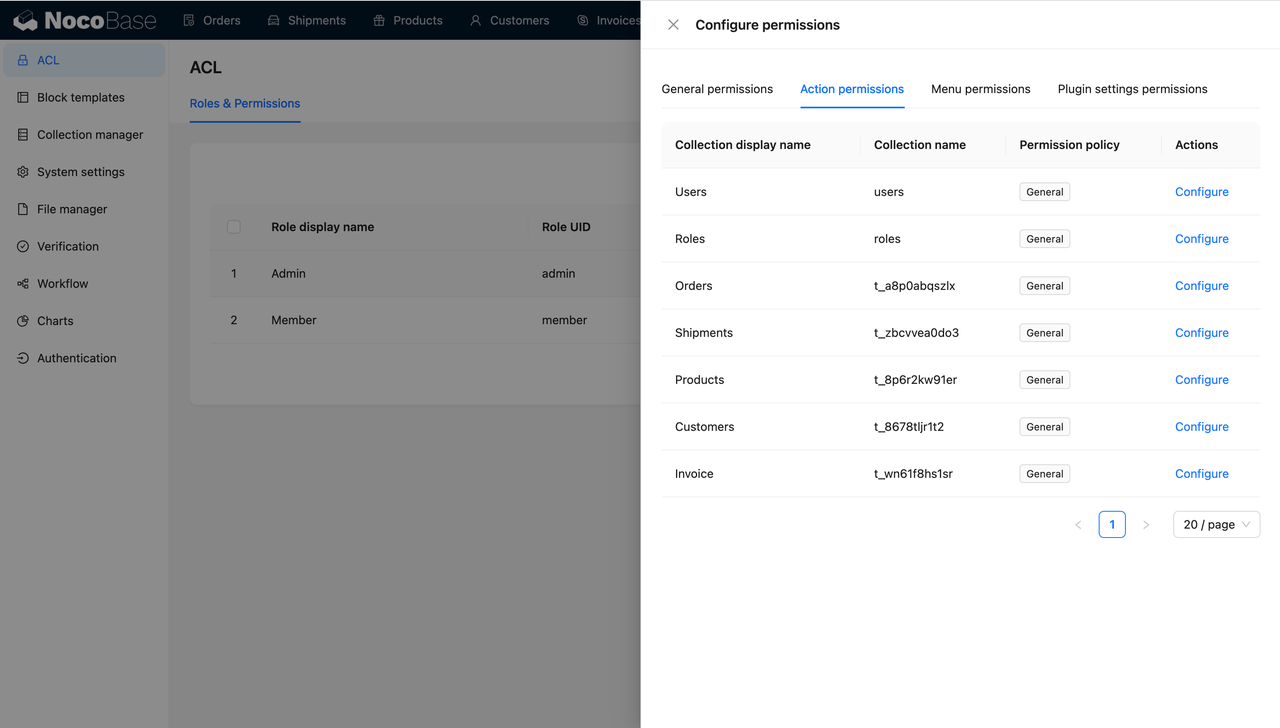 NocoBase
Orders
Shipments
Products
Customers
Invoices
ACL
Block templates
Collection manager
System settings
File manager
Verification
Workflow
Charts
Authentication
ACL
Roles & Permissions
Role display name Role UID
1 Admin admin
2 Member member
Configure permissions
General permissions Action permissions Menu permissions Plugin settings permissions
Collection display name Collection name Permission policy Actions
Users users General Configure
Roles roles General Configure
Orders t_a8p0abqszlx General Configure
Shipments t_zbcvvea0do3 General Configure
Products t_8p6r2kw91er General Configure
Customers t_8678tljr1t2 General Configure
Invoice t_wn61f8hs1sr General Configure
1 20 / page